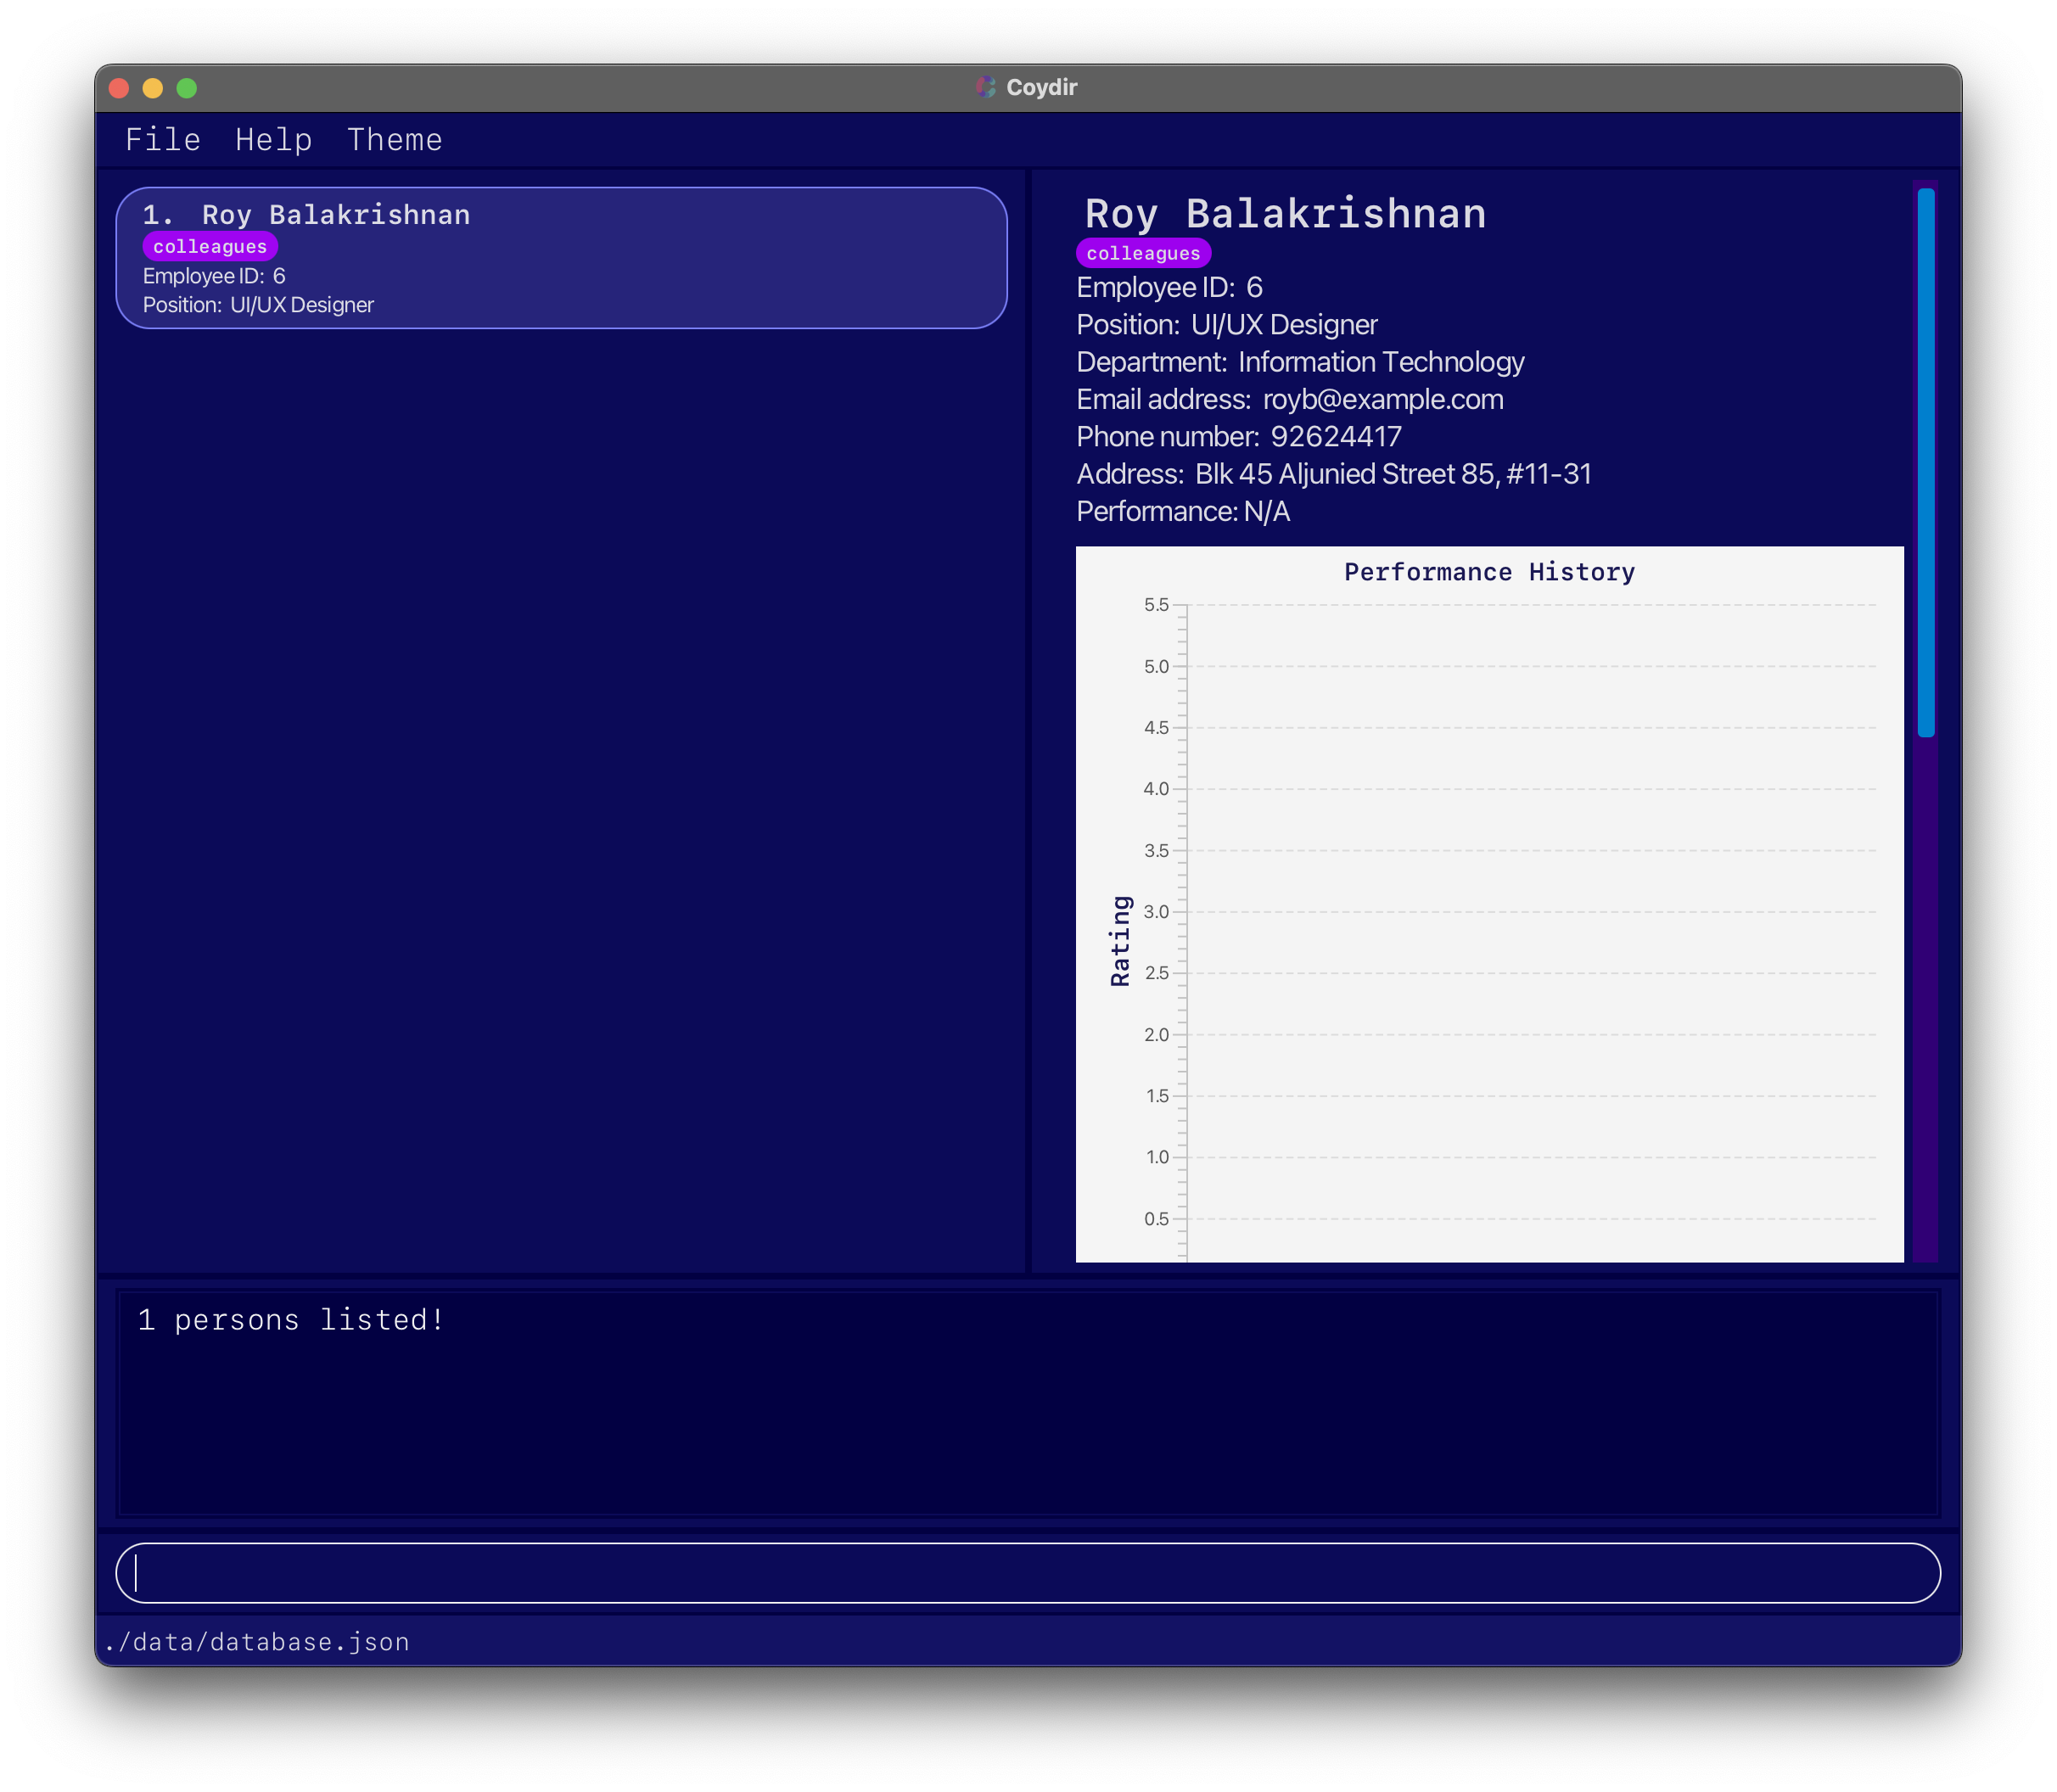 Coydir
File Help Theme
1. Roy Balakrishnan
colleagues
Employee ID: 6
Position: UI/UX Designer
Roy Balakrishnan
colleagues
Employee ID: 6
Position: UI/UX Designer
Department: Information Technology
Email address: royb@example.com
Phone number: 92624417
Address: Blk 45 Aljunied Street 85, #11-31
Performance: N/A
Performance History
5.5
5.0
4.5
4.0
3.5
3.0
2.5
2.0
1.5
1.0
0.5
Rating
1 persons listed!
./data/database.json